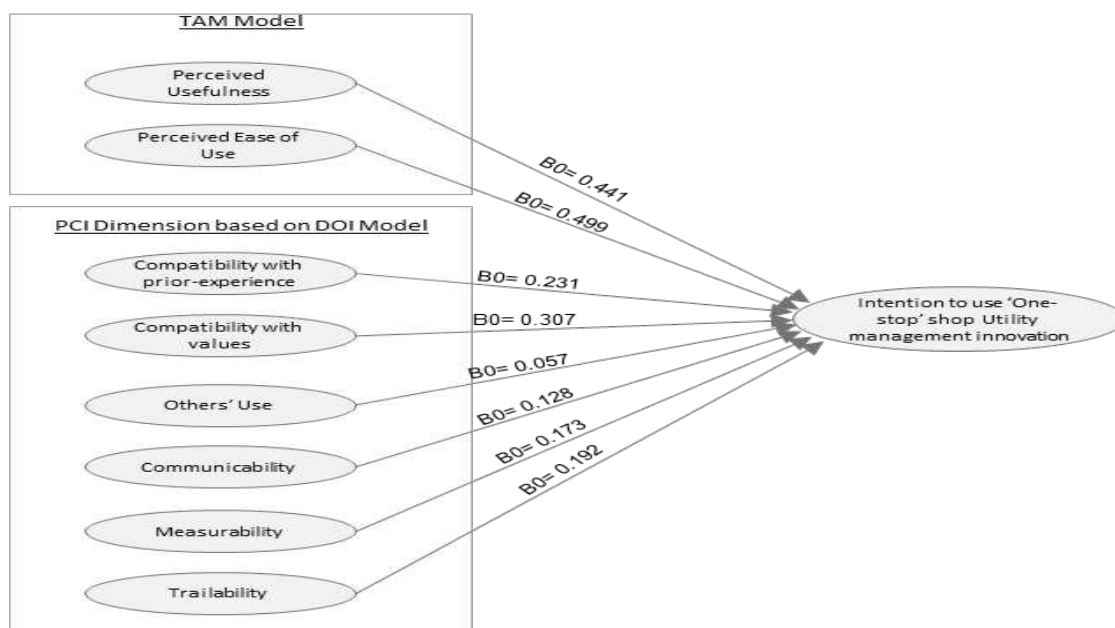 TAM Model
Perceived
Usefulness
Perceived Ease of
Use
B0= 0.441
B0= 0.499
PCI Dimension based on DOI Model
Compatibility with
prior-experience
B0= 0.231
Compatibility with
values
B0= 0.307
Others' Use
B0= 0.057
Communicability
B0= 0.128
Measurability
B0= 0.173
Trailability
B0= 0.192
Intention to use 'One-
stop' shop Utility
management innovation